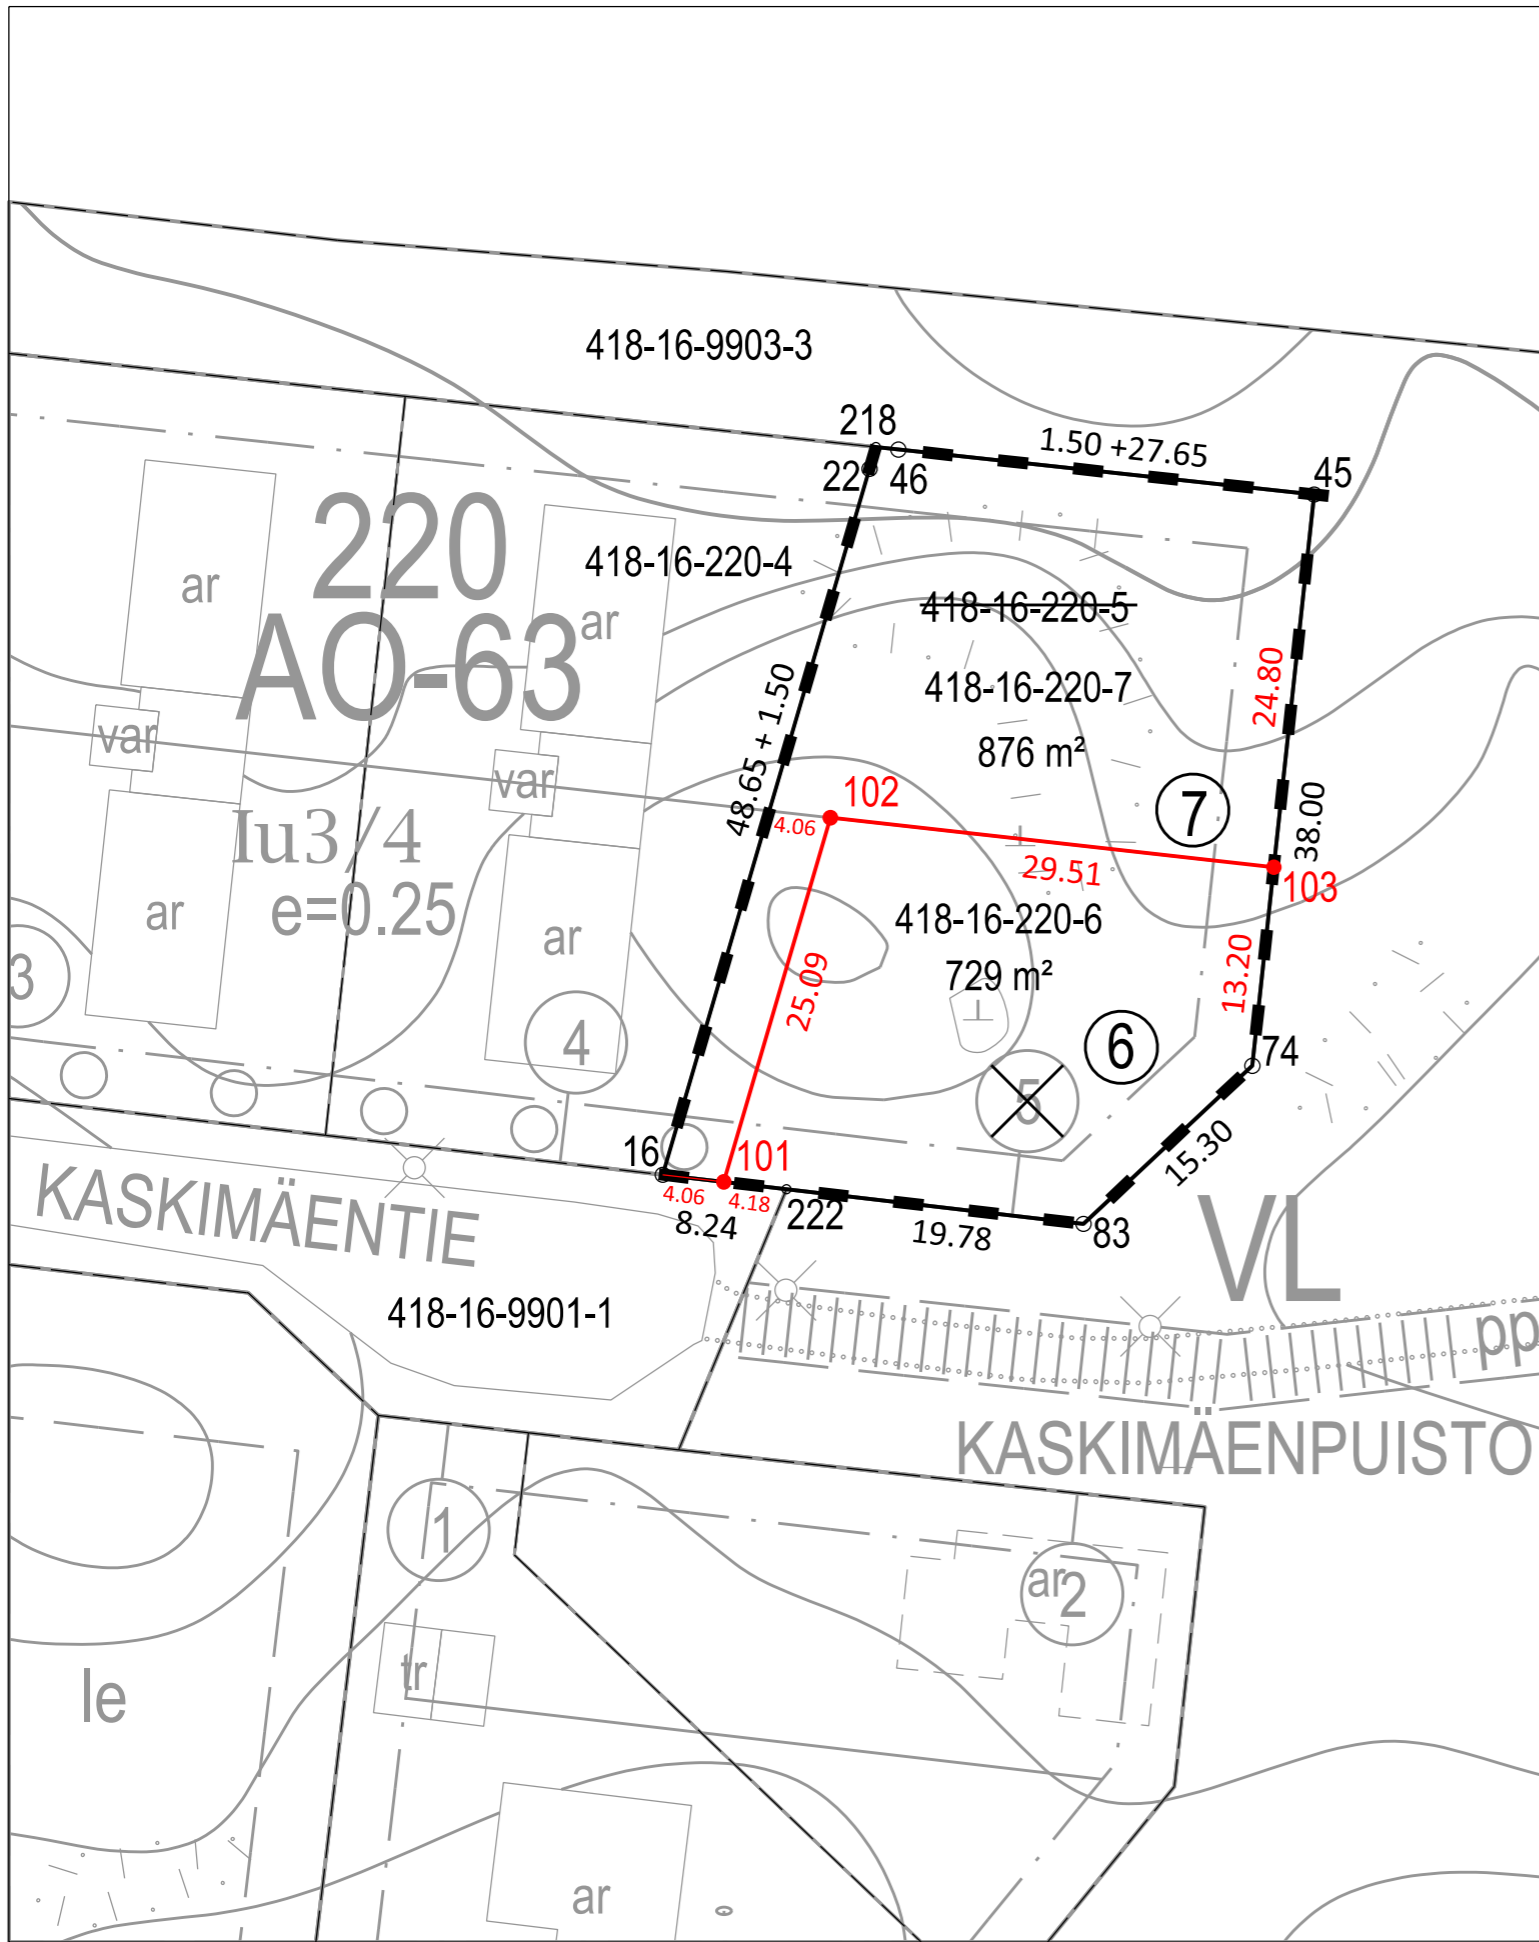 418-16-9903-3
218
1.50 +27.65
22
46
45
220
418-16-220-4
ar
418-16-220-5
AO-63
ar
48.65 + 1.50
418-16-220-7
24.80
var
876 m²
var
102
7
Iu3/4
4.06
38.00
29.51
103
e=0.25
ar
ar
418-16-220-6
3
25.09
729 m²
13.20
4
5
6
74
16
101
15.30
4.06
4.18
KASKIMÄENTIE
8.24
222
19.78
83
VL
418-16-9901-1
pp
KASKIMÄENPUISTO
1
ar
2
tr
le
ar